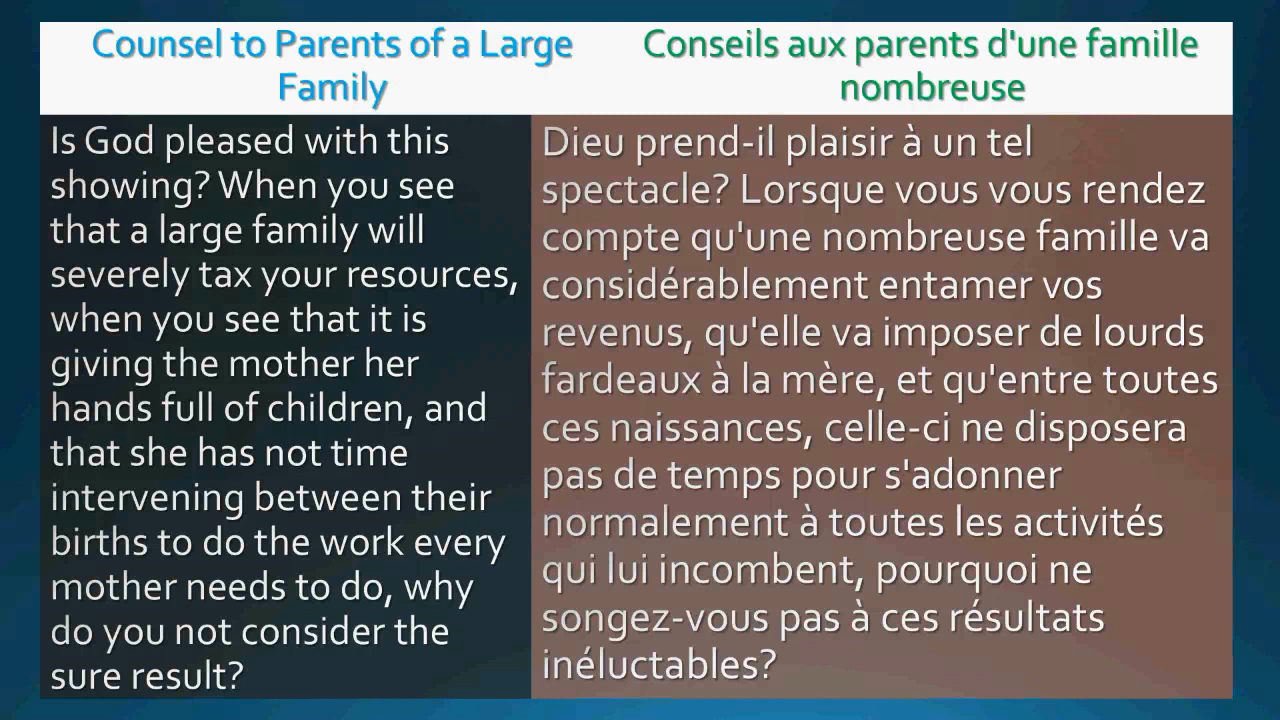 Counsel to Parents of a Large
Family
Conseils aux parents d'une famille
nombreuse
Is God pleased with this
showing? When you see
that a large family will
severely tax your resources,
when you see that it is
giving the mother her
hands full of children, and
that she has not time
intervening between their
births to do the work every
mother needs to do, why
do you not consider the
sure result?
Dieu prend-il plaisir à un tel
spectacle? Lorsque vous vous rendez
compte qu'une nombreuse famille va
considérablement entamer vos
revenus, qu'elle va imposer de lourds
fardeaux à la mère, et qu'entre toutes
ces naissances, celle-ci ne disposera
pas de temps pour s'adonner
normalement à toutes les activités
qui lui incombent, pourquoi ne
songez-vous pas à ces résultats
inéluctables?